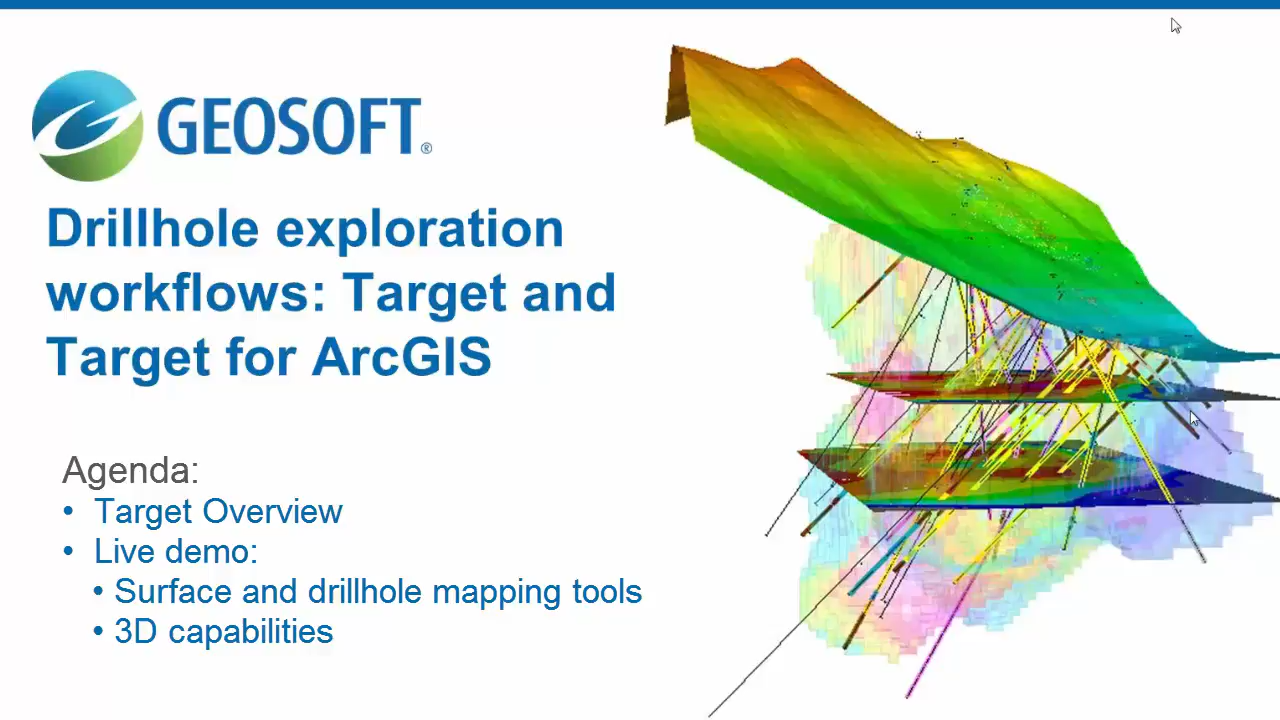 GEOSOFT®
Drillhole exploration
workflows: Target and
Target for ArcGIS
Agenda:
• Target Overview
• Live demo:
• Surface and drillhole mapping tools
• 3D capabilities